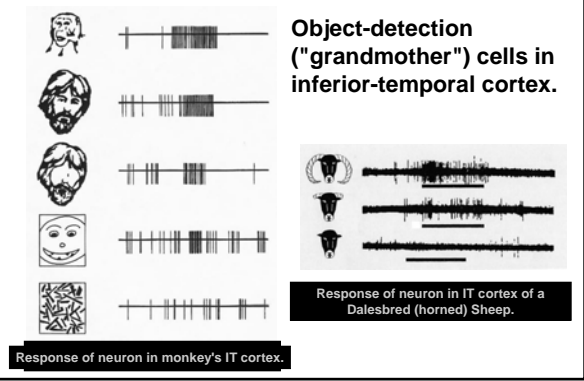 Object-detection
("grandmother") cells in
inferior-temporal cortex.
Response of neuron in IT cortex of a
Dalesbred (horned) Sheep.
Response of neuron in monkey's IT cortex.